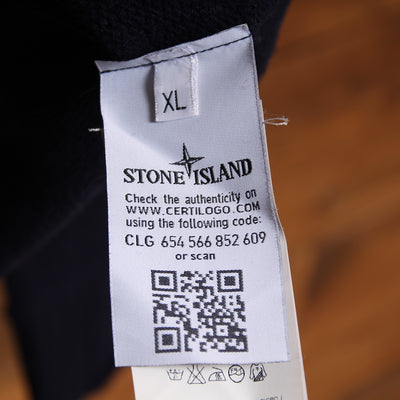 XL
STONE ISLAND
Check the authenticity on
WWW.CERTILOGO.COM
using the following code:
CLG 654 566 852 609
or scan